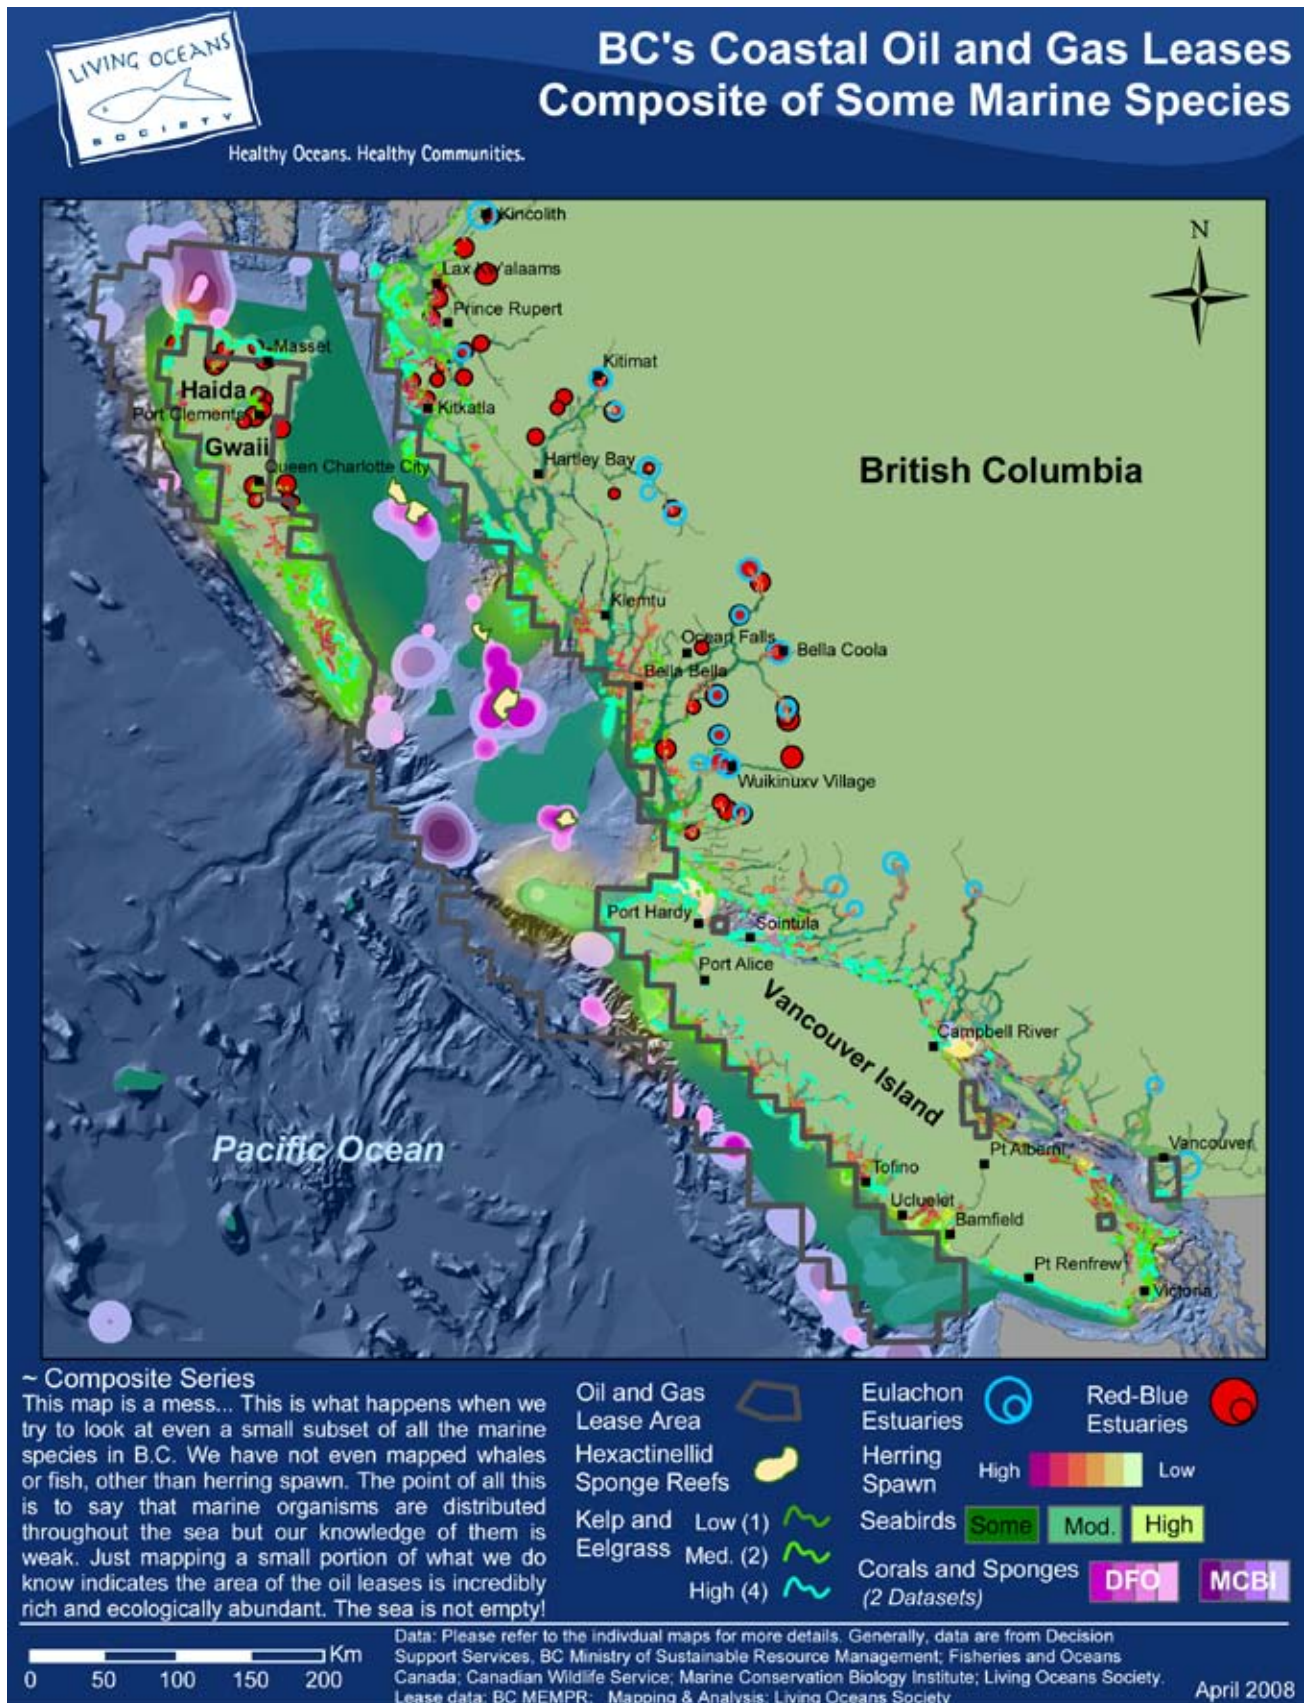 LIVING OCEANS
SOCIETY
Healthy Oceans. Healthy Communities.
BC's Coastal Oil and Gas Leases
Composite of Some Marine Species
N
Kincolith
Lax Kw'alaams
Prince Rupert
Masset
Haida
Port Clements
Gwaii
Queen Charlotte City
Kitimat
Kitkatla
Hartley Bay
British Columbia
Klemtu
Ocean Falls
Bella Coola
Bella Bella
Wuikinuxv Village
Port Hardy
Sointula
Port Alice
Vancouver Island
Campbell River
Pacific Ocean
Pt Alberni
Vancouver
Tofino
Ucluelet
Bamfield
Pt Renfrew
Victoria
~ Composite Series
This map is a mess... This is what happens when we
try to look at even a small subset of all the marine
species in B.C. We have not even mapped whales
or fish, other than herring spawn. The point of all this
is to say that marine organisms are distributed
throughout the sea but our knowledge of them is
weak. Just mapping a small portion of what we do
know indicates the area of the oil leases is incredibly
rich and ecologically abundant. The sea is not empty!
Oil and Gas
Lease Area
Hexactinellid
Sponge Reefs
Kelp and
Eelgrass
Low (1)
Med. (2)
High (4)
Eulachon
Estuaries
Red-Blue
Estuaries
Herring
Spawn
High
Low
Seabirds
Some
Mod.
High
Corals and Sponges
(2 Datasets)
DFO
MCBI
Km
0 50 100 150 200
Data: Please refer to the indivdual maps for more details. Generally, data are from Decision
Support Services, BC Ministry of Sustainable Resource Management; Fisheries and Oceans
Canada; Canadian Wildlife Service; Marine Conservation Biology Institute; Living Oceans Society.
Lease data: BC MEMPR; Mapping & Analysis: Living Oceans Society
April 2008